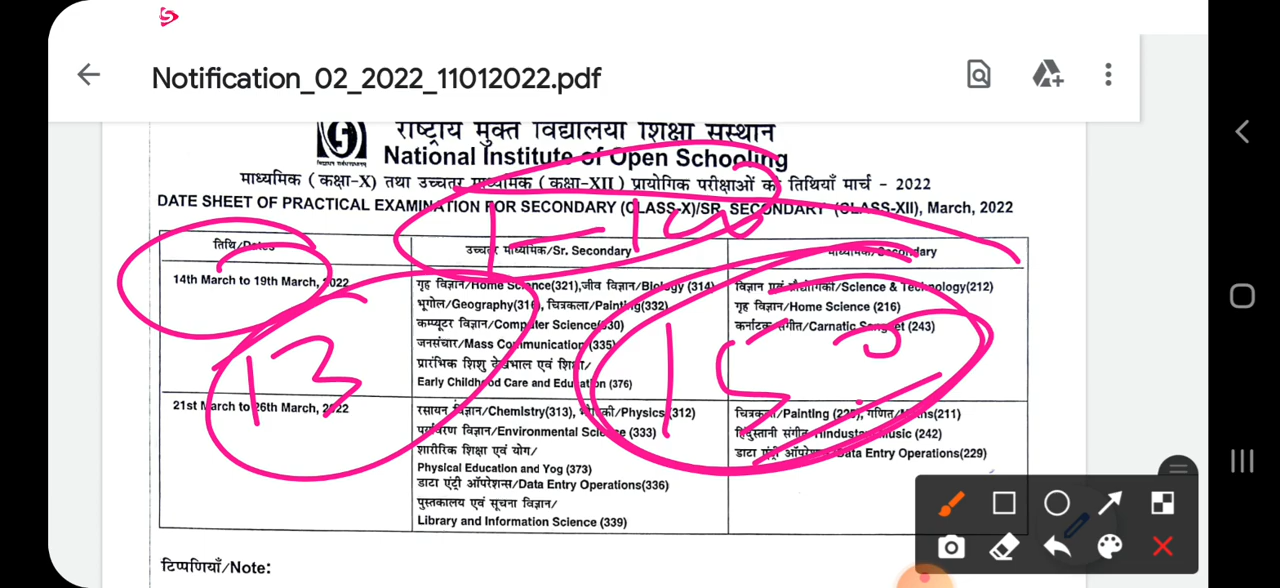 Notification_02_2022_11012022.pdf
राष्ट्रीय मुक्त विद्यालयी शिक्षा संस्थान
National Institute of Open Schooling
माध्यमिक ( कक्षा-X) तथा उच्चतर माध्यमिक ( कक्षा-XII ) प्रायोगिक परीक्षाओं की तिथियाँ मार्च - 2022
DATE SHEET OF PRACTICAL EXAMINATION FOR SECONDARY (CLASS-X)/SR. SECONDARY (CLASS-XII), March, 2022
तिथि/Dates
उच्चतर माध्यमिक/Sr. Secondary
माध्यमिक/Secondary
1-14
14th March to 19th March, 2022
गृह विज्ञान/Home Science(321),जीव विज्ञान/Biology (314)
भूगोल/Geography(316), चित्रकला/Painting(332)
कम्प्यूटर विज्ञान/Computer Science(330)
जनसंचार/Mass Communication (335)
प्रारंभिक शिशु देखभाल एवं शिक्षा/
Early Childhood Care and Education (376)
विज्ञान एवं प्रौद्योगिकी/Science & Technology(212)
गृह विज्ञान/Home Science (216)
कर्नाटक संगीत/Carnatic Sangeet (243)
13
15
21st March to 26th March, 2022
रसायन विज्ञान/Chemistry(313), भौतिकी/Physics (312)
पर्यावरण विज्ञान/Environmental Science (333)
शारीरिक शिक्षा एवं योग/
Physical Education and Yog (373)
डाटा एंट्री ऑपरेशन्स/Data Entry Operations(336)
पुस्तकालय एवं सूचना विज्ञान/
Library and Information Science (339)
चित्रकला/Painting (225), गणित/Maths(211)
हिंदुस्तानी संगीत/Hindustani Music (242)
डाटा एंट्री ऑपरेशन्स/Data Entry Operations(229)
टिप्पणियाँ/Note: